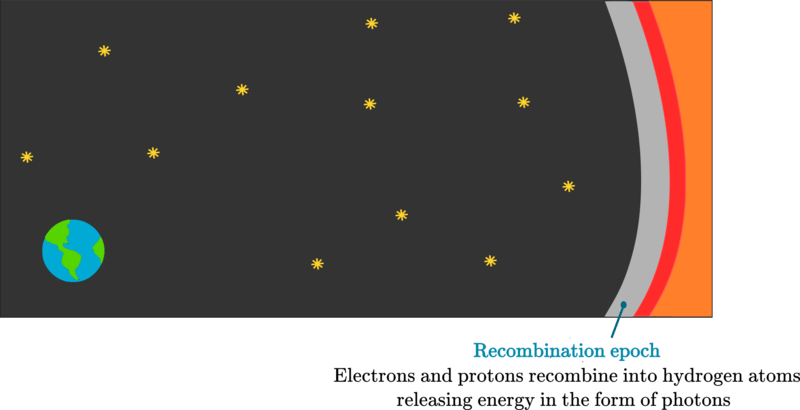 Recombination epoch
Electrons and protons recombine into hydrogen atoms
releasing energy in the form of photons